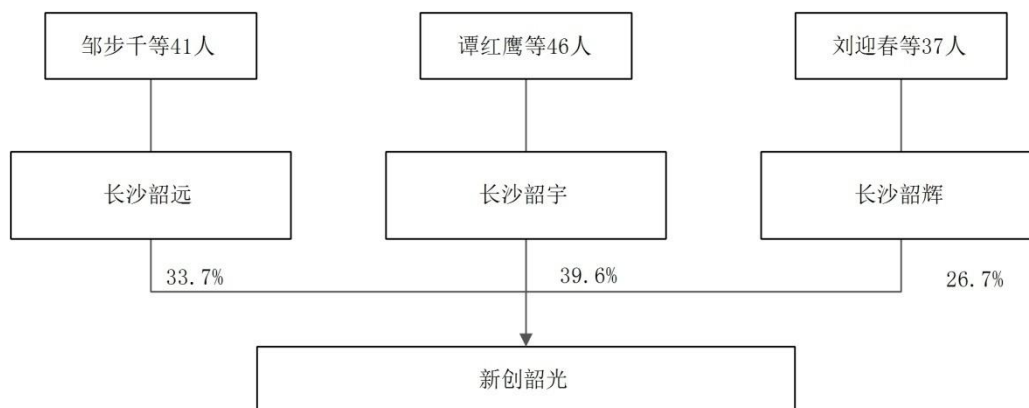 邹步千等41人
谭红鹰等46人
刘迎春等37人
长沙韶远
长沙韶宇
长沙韶辉
33.7%
39.6%
26.7%
新创韶光